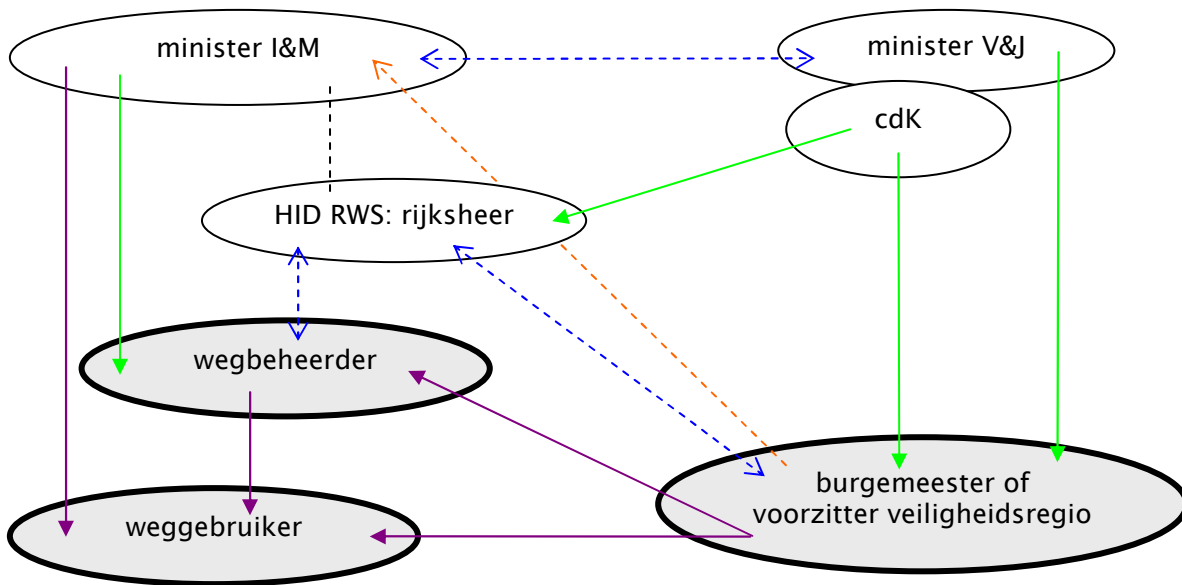 minister I&M
minister V&J
cdK
HID RWS: rijksheer
wegbeheerder
burgemeester of
voorzitter veiligheidsregio
weggebruiker